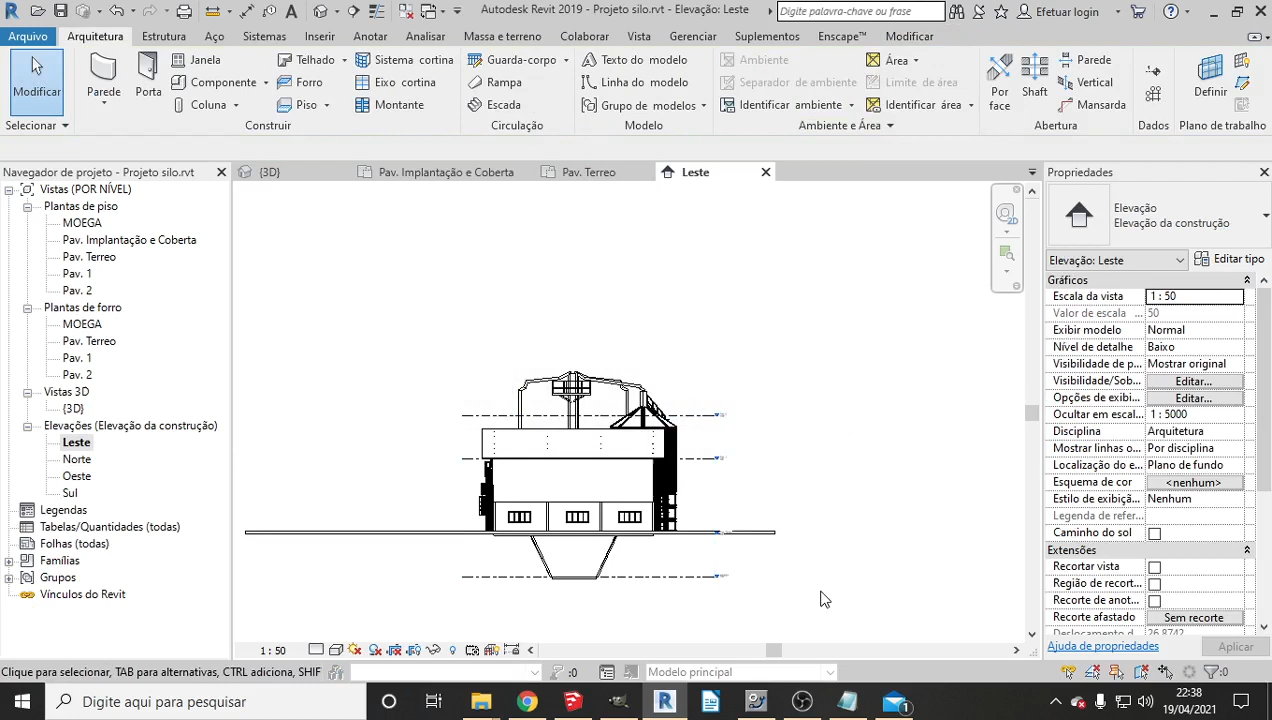 Autodesk Revit 2019 - Projeto silo.rvt - Elevação: Leste
Digite palavra-chave ou frase
Efetuar login
Arquivo Arquitetura Estrutura Aço Sistemas Inserir Anotar Analisar Massa e terreno Colaborar Vista Gerenciar Suplementos Enscape™ Modificar
Modificar
Selecionar
Parede
Porta
Janela
Componente
Coluna
Telhado
Forro
Piso
Sistema cortina
Eixo cortina
Montante
Construir
Guarda-corpo
Rampa
Escada
Circulação
Texto do modelo
Linha do modelo
Grupo de modelos
Modelo
Ambiente
Separador de ambiente
Identificar ambiente
Área
Limite de área
Identificar área
Ambiente e Área
Por face
Shaft
Parede
Vertical
Mansarda
Abertura
Dados
Definir
Plano de trabalho
Navegador de projeto - Projeto silo.rvt
Vistas (POR NÍVEL)
Plantas de piso
MOEGA
Pav. Implantação e Coberta
Pav. Terreo
Pav. 1
Pav. 2
Plantas de forro
MOEGA
Pav. Terreo
Pav. 1
Pav. 2
Vistas 3D
{3D}
Elevações (Elevação da construção)
Leste
Norte
Oeste
Sul
Legendas
Tabelas/Quantidades (todas)
Folhas (todas)
Famílias
Grupos
Vínculos do Revit
{3D}
Pav. Implantação e Coberta
Pav. Terreo
Leste
2D
Propriedades
Elevação
Elevação da construção
Elevação: Leste
Editar tipo
Gráficos
Escala da vista 1 : 50
Valor de escala ... 50
Exibir modelo Normal
Nível de detalhe Baixo
Visibilidade de p... Mostrar original
Visibilidade/Sob... Editar...
Opções de exibi... Editar...
Ocultar em escal... 1 : 5000
Disciplina Arquitetura
Mostrar linhas o... Por disciplina
Localização do e... Plano de fundo
Esquema de cor <nenhum>
Estilo de exibiçã... Nenhum
Legenda de refer...
Caminho do sol
Extensões
Recortar vista
Região de recort...
Recorte de anot...
Recorte afastado Sem recorte
Deslocamento d... 26.8742
Ajuda de propriedades
Aplicar
1 : 50
Clique para selecionar, TAB para alternativas, CTRL adiciona, SHIF
:0
Modelo principal
:0
Digite aqui para pesquisar
1
22:38
19/04/2021